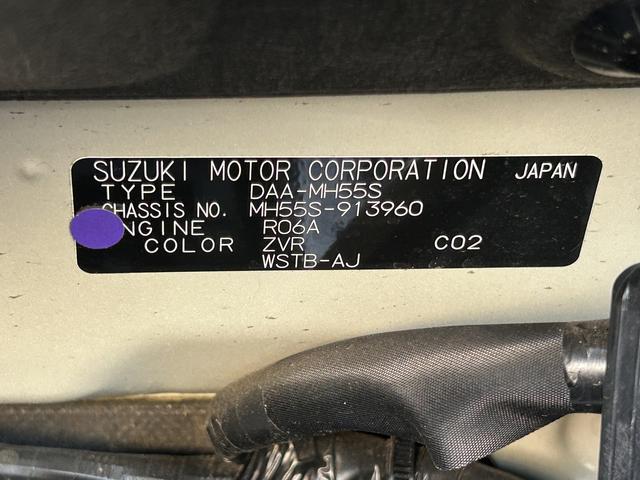 SUZUKI MOTOR CORPORATION JAPAN
TYPE DAA-MH55S
CHASSIS NO. MH55S-913960
ENGINE R06A
COLOR ZVR C02
WSTB-AJ